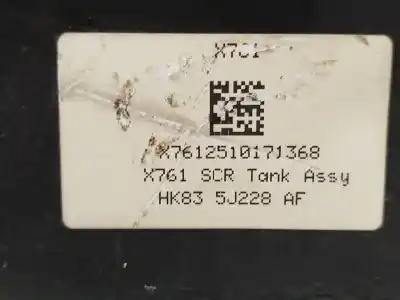 X761
X7612510171368
X761 SCR Tank Assy
HK83 5J228 AF